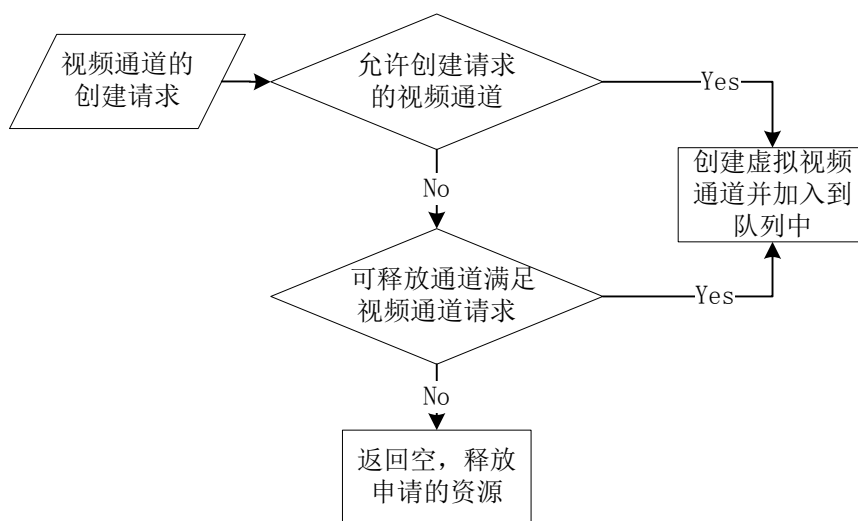 视频通道的
创建请求
允许创建请求
的视频通道
Yes
创建虚拟视频
通道并加入到
队列中
No
可释放通道满足
视频通道请求
Yes
No
返回空，释放
申请的资源